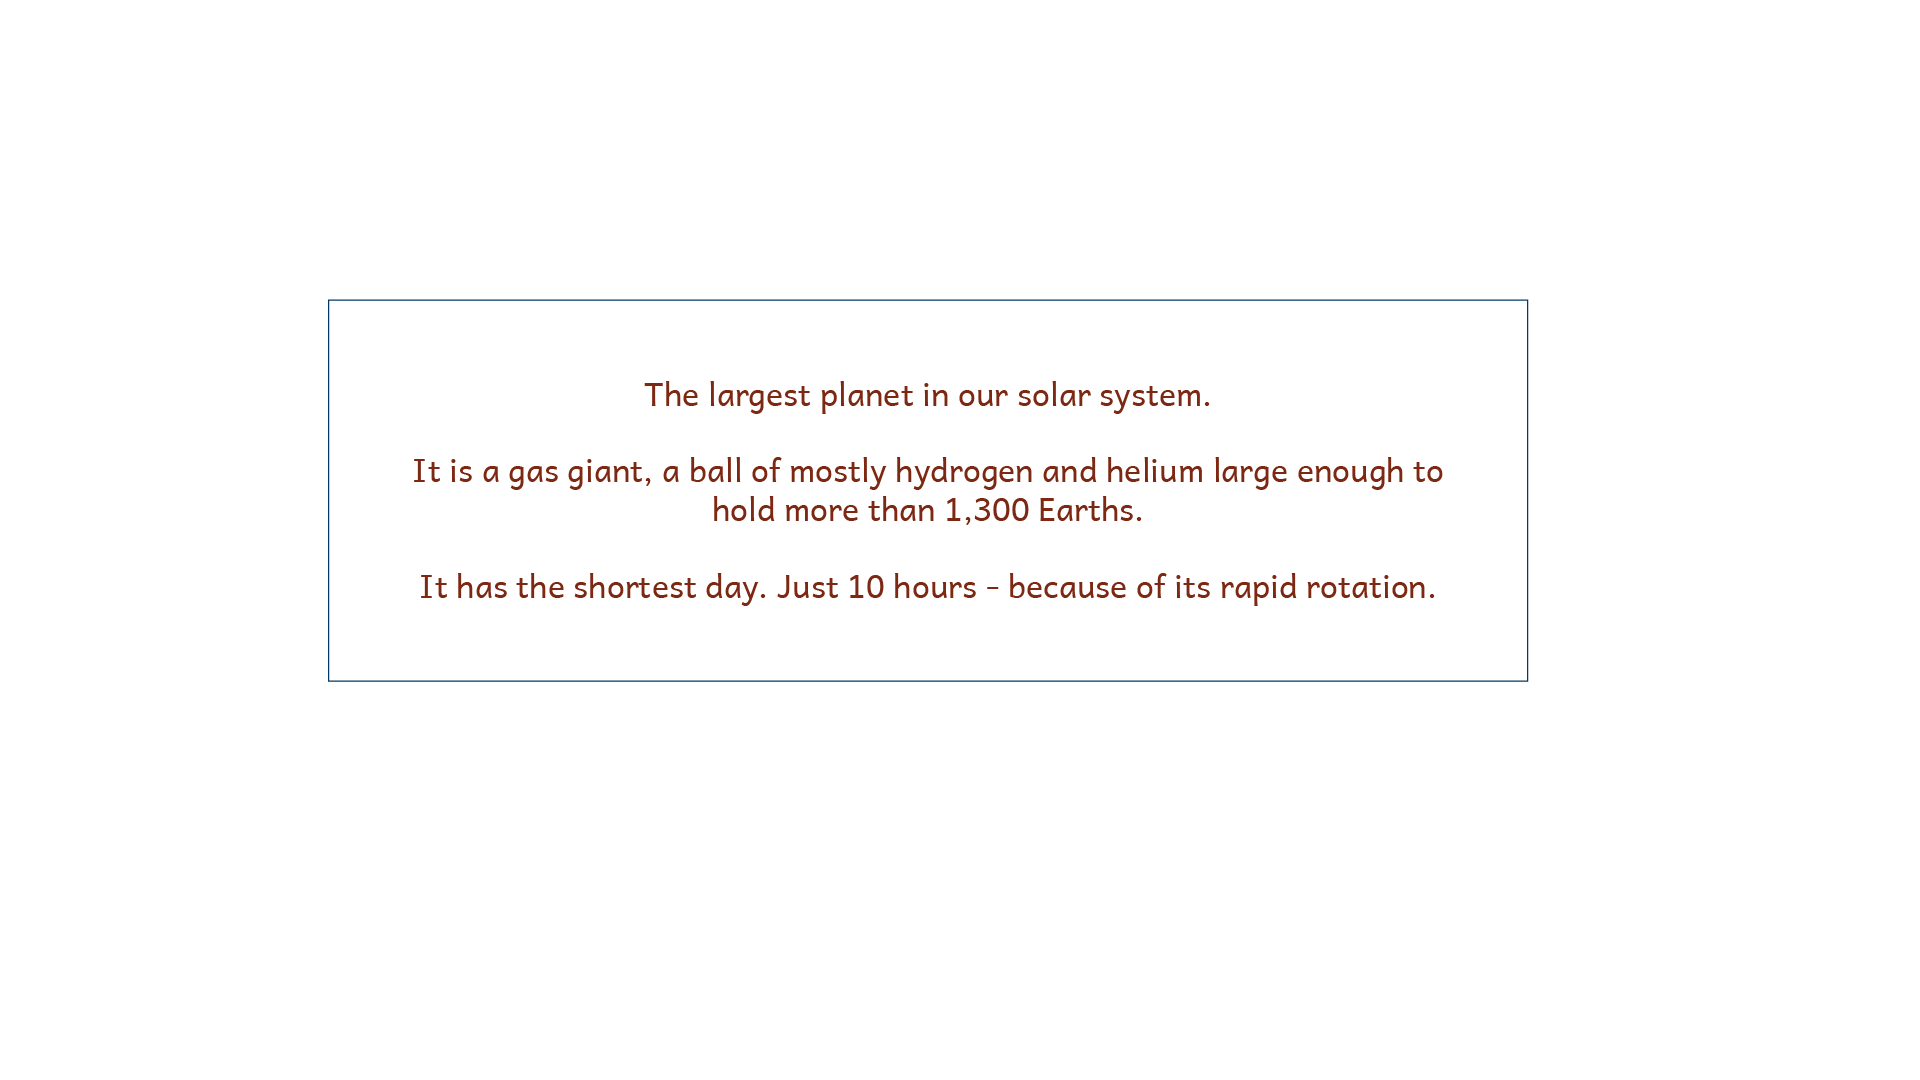 The largest planet in our solar system.
It is a gas giant, a ball of mostly hydrogen and helium large enough to
hold more than 1,300 Earths.
It has the shortest day. Just 10 hours - because of its rapid rotation.